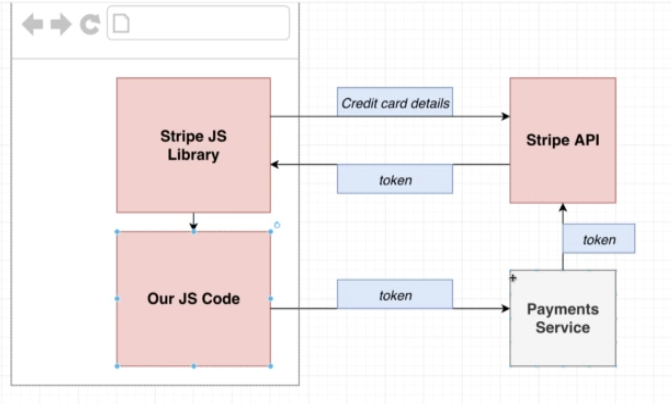 Stripe JS
Library
Credit card details
Stripe API
token
token
Our JS Code
token
Payments
Service